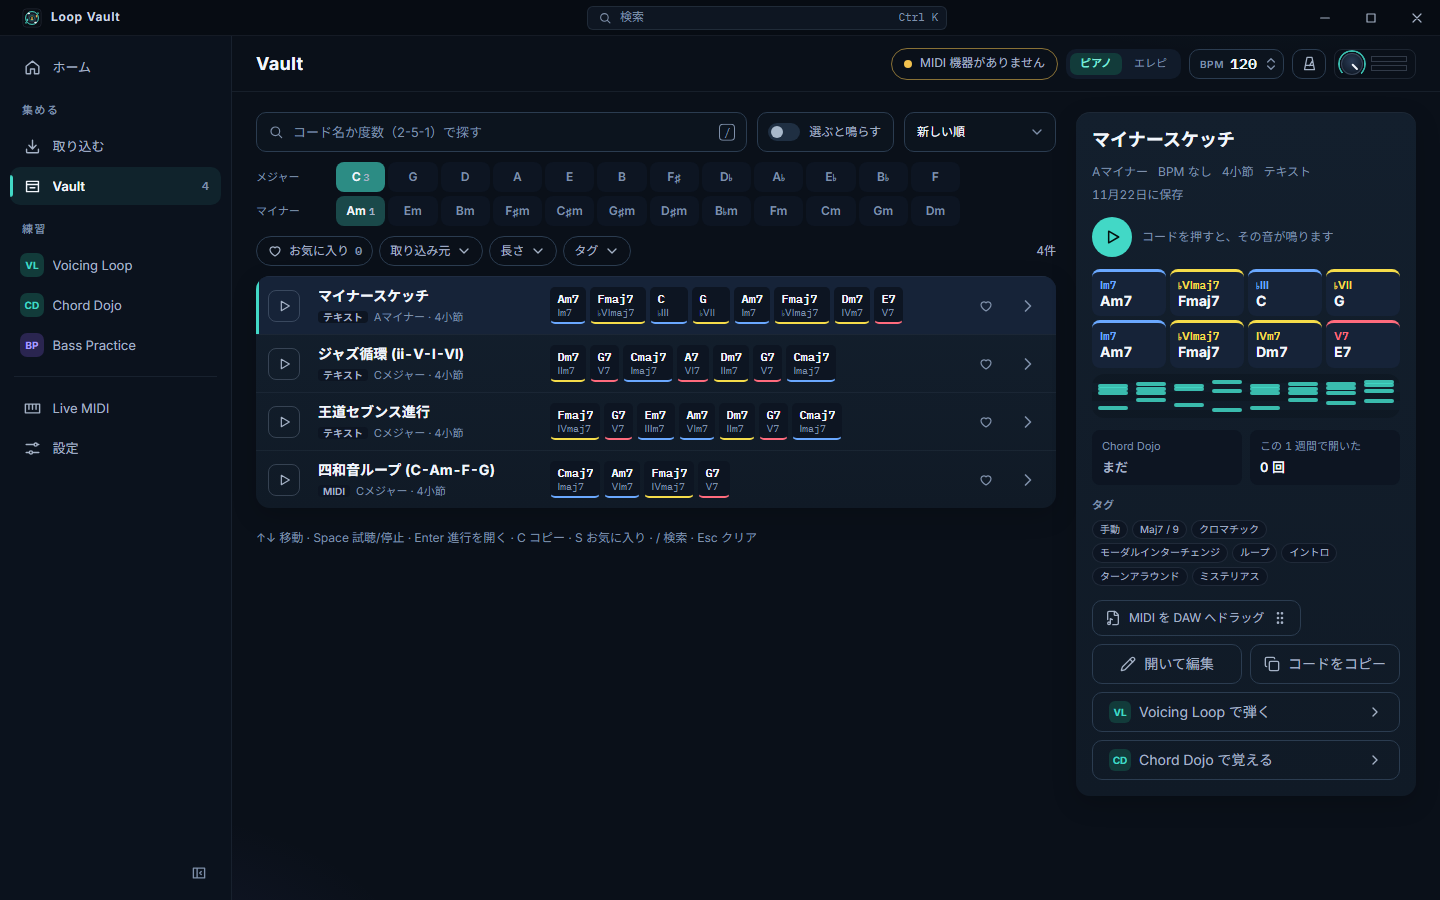 Loop Vault
検索 Ctrl K
ホーム
集める
取り込む
Vault 4
練習
VL Voicing Loop
CD Chord Dojo
BP Bass Practice
Live MIDI
設定
Vault
MIDI 機器がありません
ピアノ エレピ
BPM 120
コード名か度数（2-5-1）で探す /
選ぶと鳴らす
新しい順
メジャー C 3 G D A E B F♯ D♭ A♭ E♭ B♭ F
マイナー Am 1 Em Bm F♯m C♯m G♯m D♯m B♭m Fm Cm Gm Dm
お気に入り 0 取り込み元 長さ タグ 4件
マイナースケッチ
テキスト Aマイナー · 4小節
Am7 Fmaj7 C G Am7 Fmaj7 Dm7 E7
Im7 ♭VImaj7 ♭III ♭VII Im7 ♭VImaj7 IVm7 V7
ジャズ循環 (ii-V-I-VI)
テキスト Cメジャー · 4小節
Dm7 G7 Cmaj7 A7 Dm7 G7 Cmaj7
IIm7 V7 Imaj7 VI7 IIm7 V7 Imaj7
王道セブンス進行
テキスト Cメジャー · 4小節
Fmaj7 G7 Em7 Am7 Dm7 G7 Cmaj7
IVmaj7 V7 IIIm7 VIm7 IIm7 V7 Imaj7
四和音ループ (C-Am-F-G)
MIDI Cメジャー · 4小節
Cmaj7 Am7 Fmaj7 G7
Imaj7 VIm7 IVmaj7 V7
↑↓ 移動 · Space 試聴/停止 · Enter 進行を開く · C コピー · S お気に入り · / 検索 · Esc クリア
マイナースケッチ
Aマイナー BPM なし 4小節 テキスト
11月22日に保存
コードを押すと、その音が鳴ります
Im7 ♭VImaj7 ♭III ♭VII
Am7 Fmaj7 C G
Im7 ♭VImaj7 IVm7 V7
Am7 Fmaj7 Dm7 E7
Chord Dojo
まだ
この 1 週間で開いた
0 回
タグ
手動 Maj7 / 9 クロマチック
モーダルインターチェンジ ループ イントロ
ターンアラウンド ミステリアス
MIDI を DAW へドラッグ
開いて編集 コードをコピー
VL Voicing Loop で弾く
CD Chord Dojo で覚える